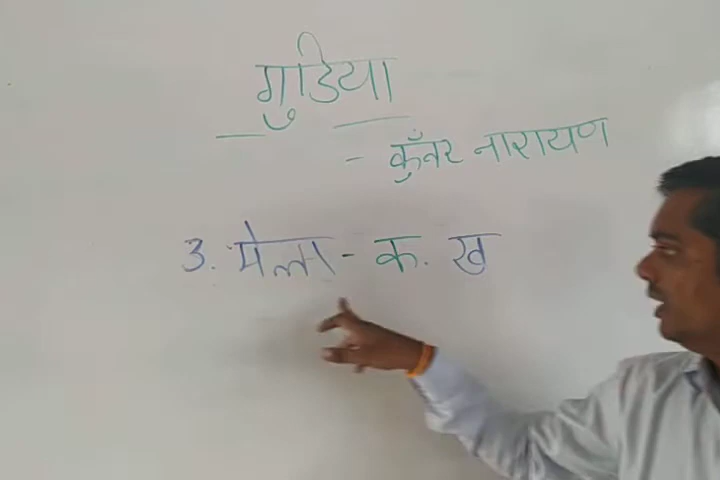 गुडिया
- कुँवर नारायण
3. मेला - क. ख